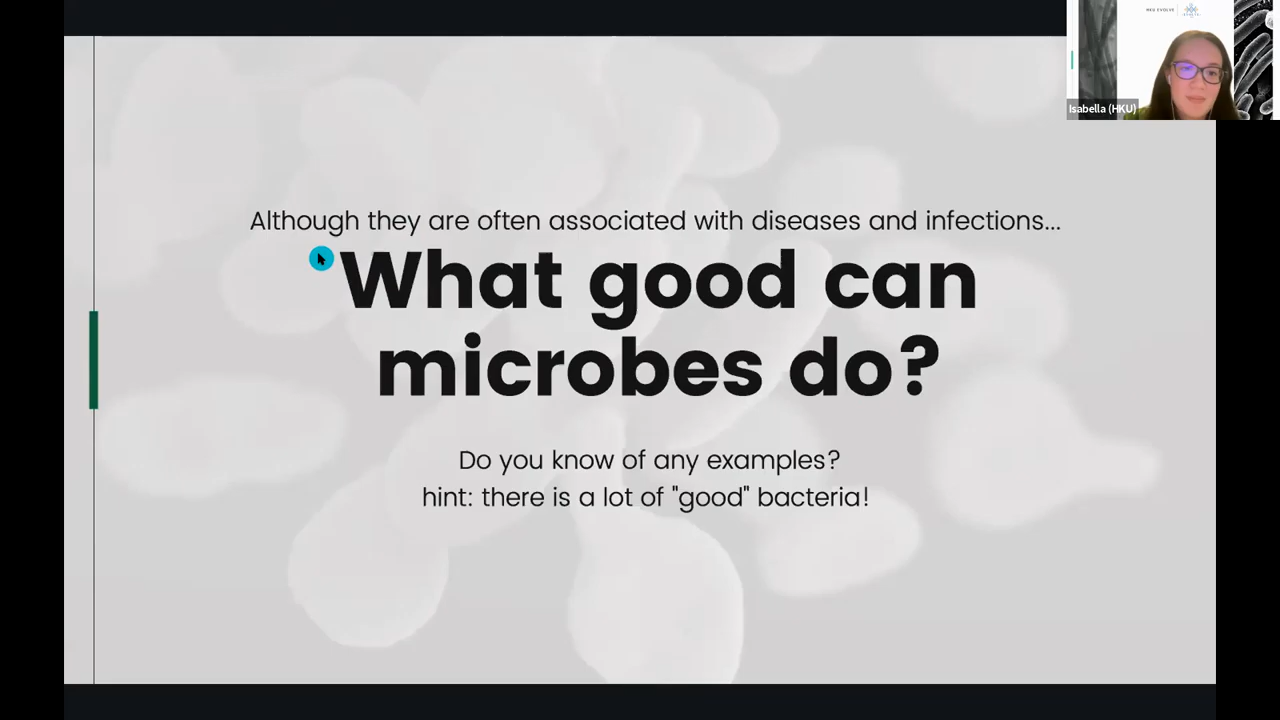 Although they are often associated with diseases and infections...
What good can
microbes do?
Do you know of any examples?
hint: there is a lot of "good" bacteria!
Isabella (HKU)